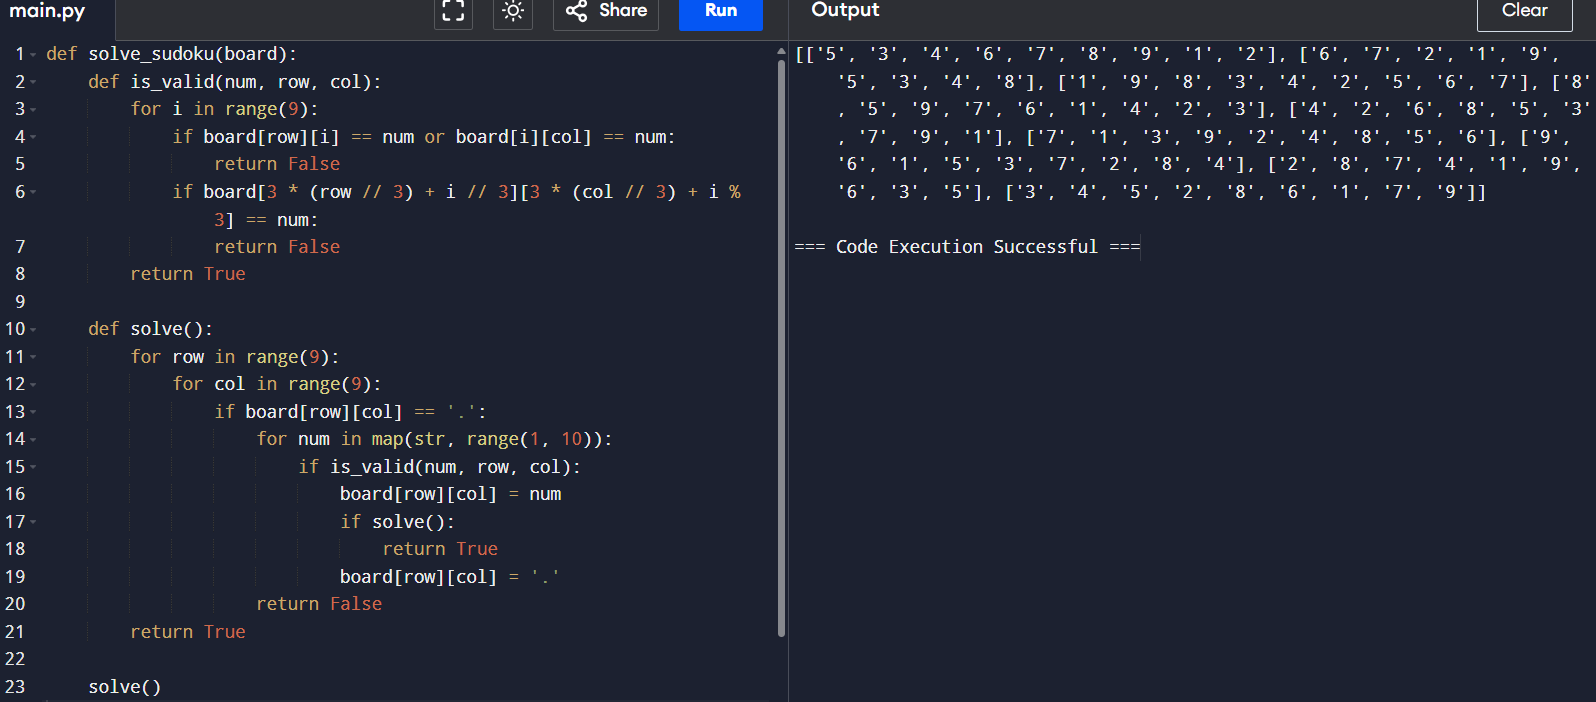 main.py
Share
Run
Output
Clear
1 def solve_sudoku(board):
2     def is_valid(num, row, col):
3         for i in range(9):
4             if board[row][i] == num or board[i][col] == num:
5                 return False
6             if board[3 * (row // 3) + i // 3][3 * (col // 3) + i %
                3] == num:
7                 return False
8         return True
9
10     def solve():
11         for row in range(9):
12             for col in range(9):
13                 if board[row][col] == '.':
14                     for num in map(str, range(1, 10)):
15                         if is_valid(num, row, col):
16                             board[row][col] = num
17                             if solve():
18                                 return True
19                             board[row][col] = '.'
20                     return False
21         return True
22
23     solve()
[['5', '3', '4', '6', '7', '8', '9', '1', '2'], ['6', '7', '2', '1', '9',
    '5', '3', '4', '8'], ['1', '9', '8', '3', '4', '2', '5', '6', '7'], ['8'
    , '5', '9', '7', '6', '1', '4', '2', '3'], ['4', '2', '6', '8', '5', '3'
    , '7', '9', '1'], ['7', '1', '3', '9', '2', '4', '8', '5', '6'], ['9',
    '6', '1', '5', '3', '7', '2', '8', '4'], ['2', '8', '7', '4', '1', '9',
    '6', '3', '5'], ['3', '4', '5', '2', '8', '6', '1', '7', '9']]
=== Code Execution Successful ===